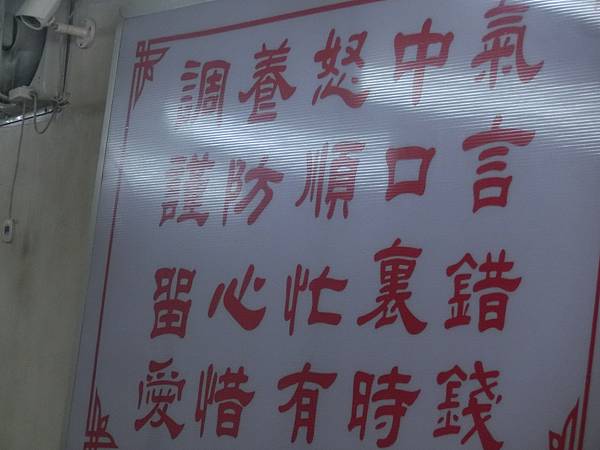 調養怒中氣
謹防順口言
留心忙裏錯
愛惜有時錢